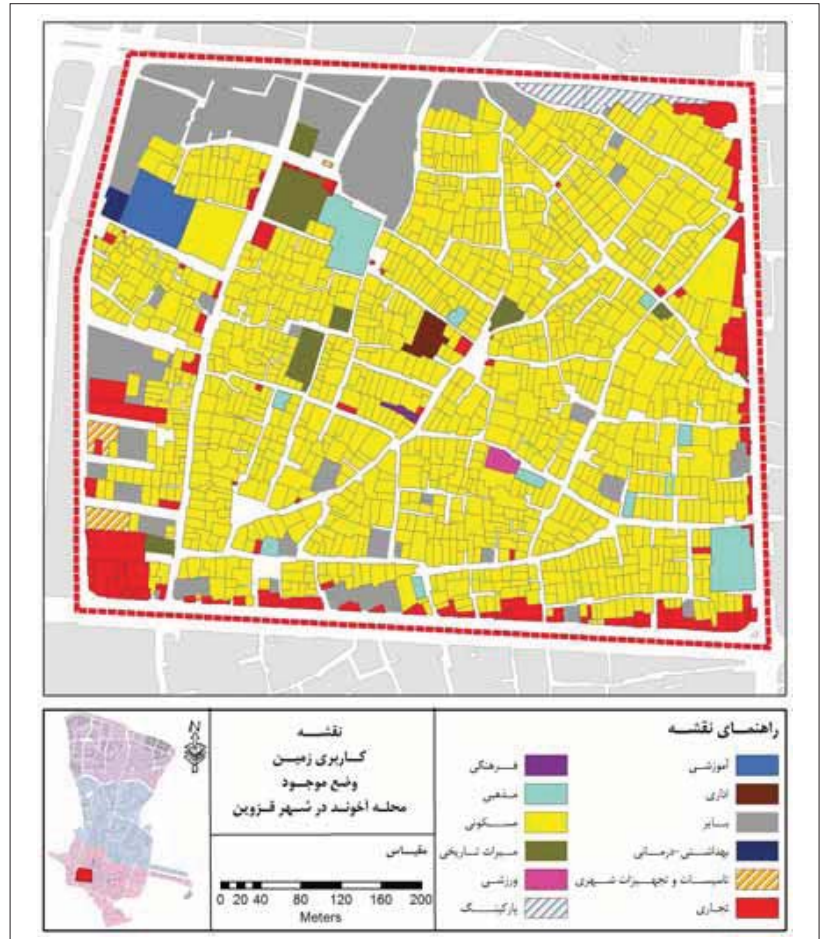 راهنمای نقشه
آموزشی
اداری
بایر
بهداشتی-درمانی
تاسیسات و تجهیزات شهری
تجاری
فرهنگی
مذهبی
مسکونی
میراث تاریخی
ورزشی
پارکینگ
نقشه
کاربری زمین
وضع موجود
محله آخوند در شهر قزوین
مقیاس
0 20 40 80 120 160 200
Meters
N